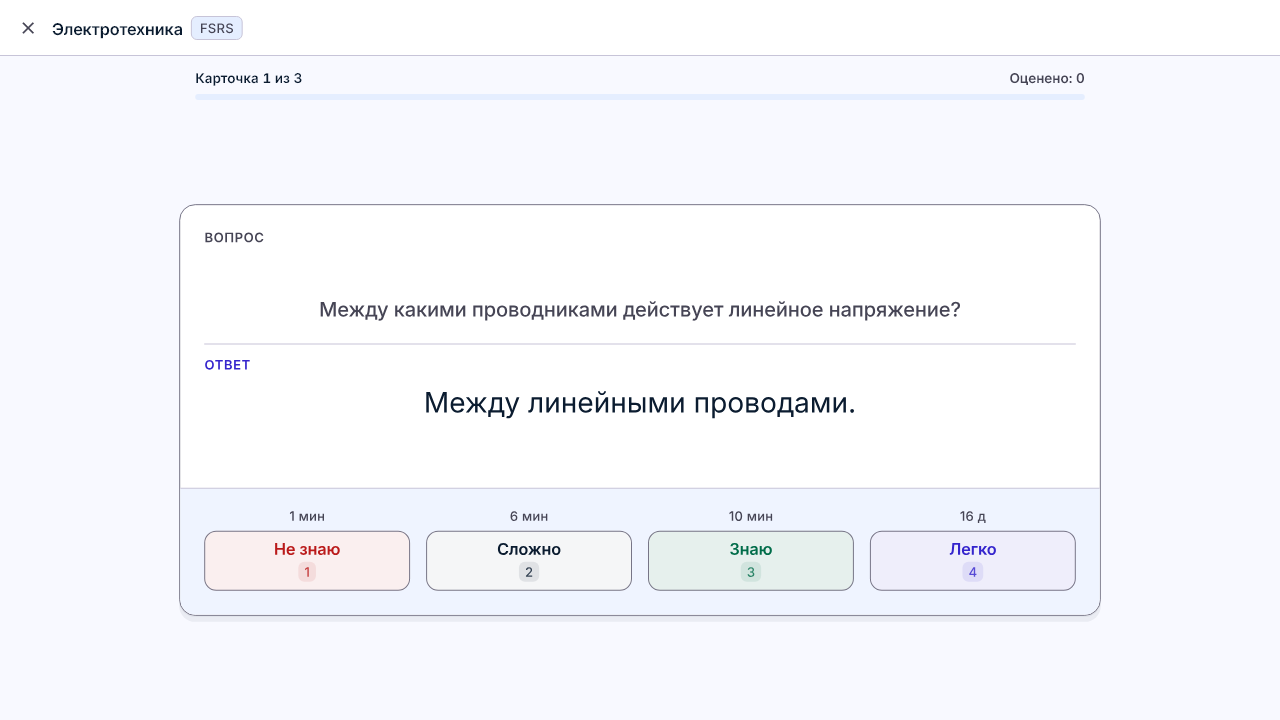 Электротехника FSRS
Карточка 1 из 3
Оценено: 0
ВОПРОС
Между какими проводниками действует линейное напряжение?
ОТВЕТ
Между линейными проводами.
1 мин
Не знаю
1
6 мин
Сложно
2
10 мин
Знаю
3
16 д
Легко
4